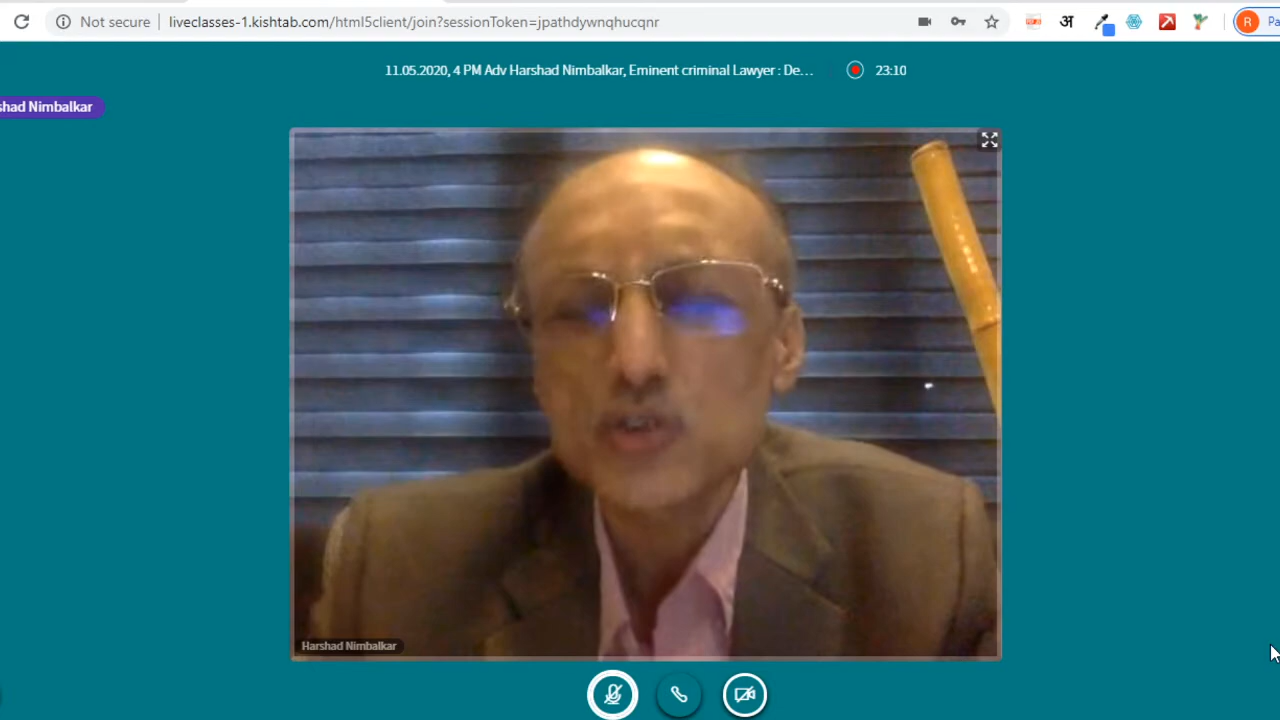 Not secure
liveclasses-1.kishtab.com/html5client/join?sessionToken=jpathdywnqhucqnr
अ
R
Pa
11.05.2020, 4 PM Adv Harshad Nimbalkar, Eminent criminal Lawyer : De...
23:10
shad Nimbalkar
Harshad Nimbalkar